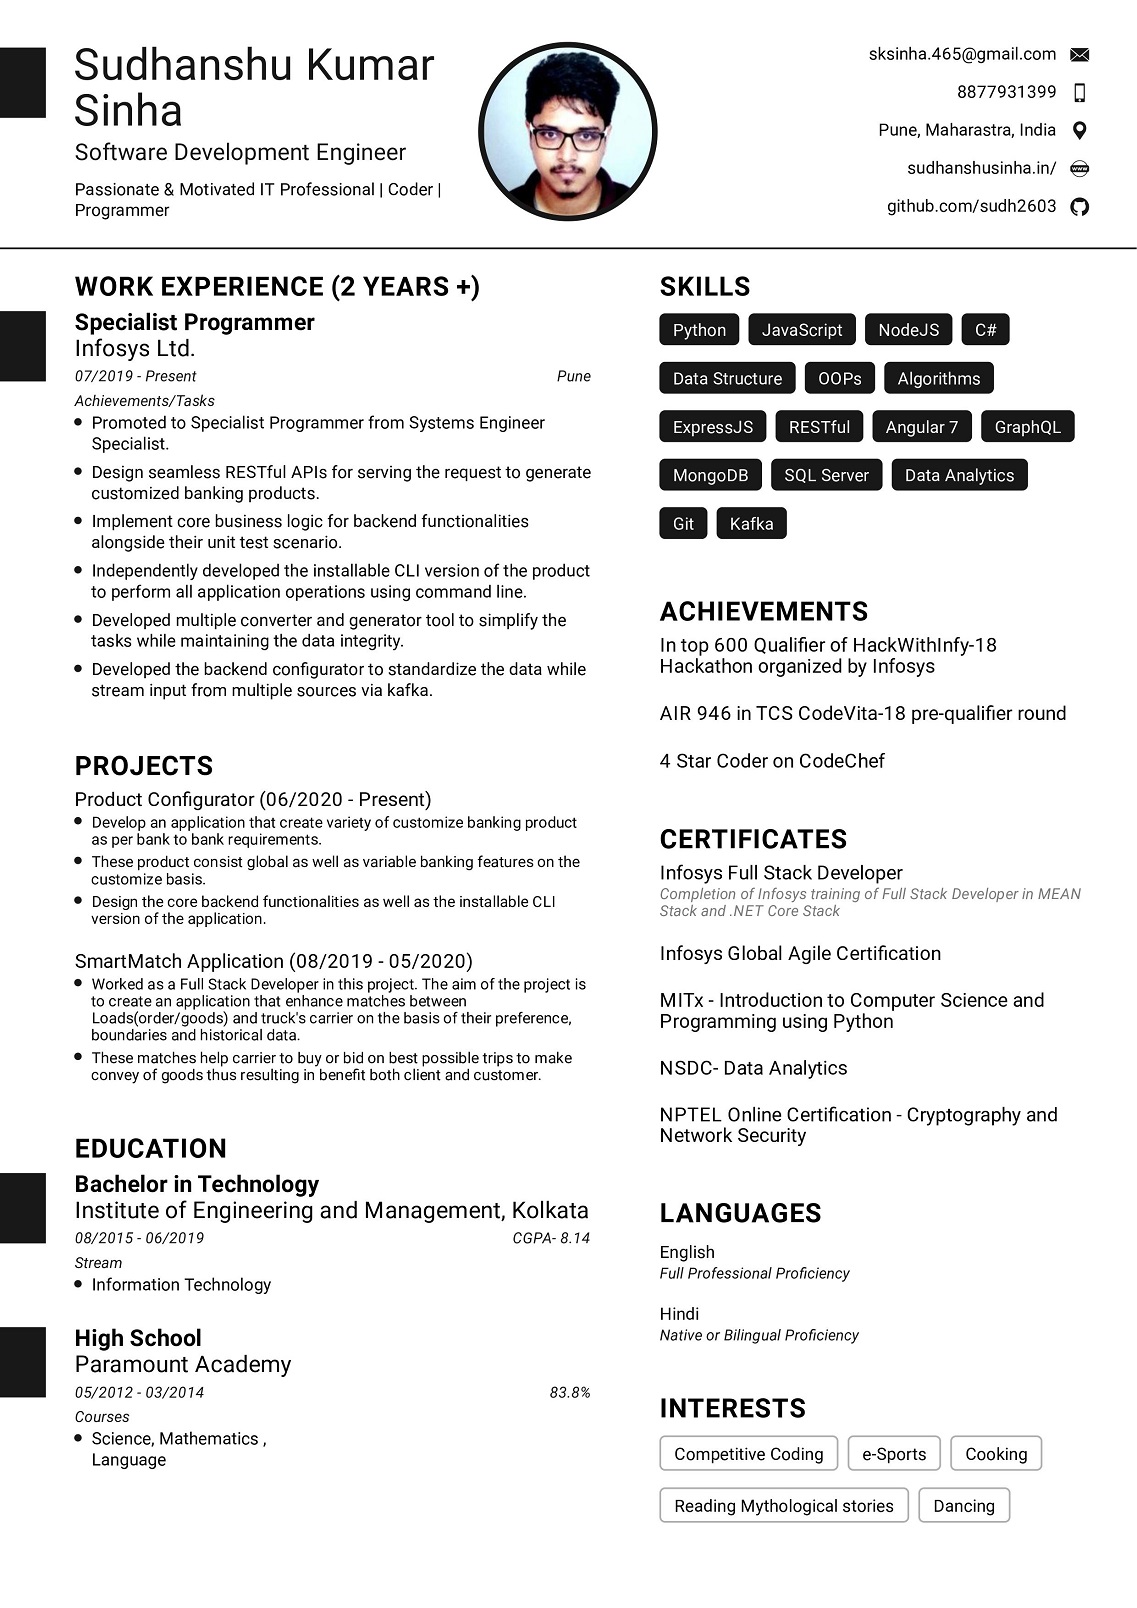 Sudhanshu Kumar
Sinha
Software Development Engineer
Passionate & Motivated IT Professional | Coder |
Programmer
sksinha.465@gmail.com
8877931399
Pune, Maharastra, India
sudhanshusinha.in/
www
github.com/sudh2603
WORK EXPERIENCE (2 YEARS +)
Specialist Programmer
Infosys Ltd.
07/2019 - Present
Pune
Achievements/Tasks
Promoted to Specialist Programmer from Systems Engineer
Specialist.
Design seamless RESTful APIs for serving the request to generate
customized banking products.
Implement core business logic for backend functionalities
alongside their unit test scenario.
Independently developed the installable CLI version of the product
to perform all application operations using command line.
Developed multiple converter and generator tool to simplify the
tasks while maintaining the data integrity.
Developed the backend configurator to standardize the data while
stream input from multiple sources via kafka.
PROJECTS
Product Configurator (06/2020 - Present)
Develop an application that create variety of customize banking product
as per bank to bank requirements.
These product consist global as well as variable banking features on the
customize basis.
Design the core backend functionalities as well as the installable CLI
version of the application.
SmartMatch Application (08/2019 - 05/2020)
Worked as a Full Stack Developer in this project. The aim of the project is
to create an application that enhance matches between
Loads(order/goods) and truck's carrier on the basis of their preference,
boundaries and historical data.
These matches help carrier to buy or bid on best possible trips to make
convey of goods thus resulting in benefit both client and customer.
EDUCATION
Bachelor in Technology
Institute of Engineering and Management, Kolkata
08/2015 - 06/2019
CGPA- 8.14
Stream
Information Technology
High School
Paramount Academy
05/2012 - 03/2014
83.8%
Courses
Science, Mathematics ,
Language
SKILLS
Python JavaScript NodeJS C#
Data Structure OOPs Algorithms
ExpressJS RESTful Angular 7 GraphQL
MongoDB SQL Server Data Analytics
Git Kafka
ACHIEVEMENTS
In top 600 Qualifier of HackWithInfy-18
Hackathon organized by Infosys
AIR 946 in TCS CodeVita-18 pre-qualifier round
4 Star Coder on CodeChef
CERTIFICATES
Infosys Full Stack Developer
Completion of Infosys training of Full Stack Developer in MEAN
Stack and .NET Core Stack
Infosys Global Agile Certification
MITx - Introduction to Computer Science and
Programming using Python
NSDC- Data Analytics
NPTEL Online Certification - Cryptography and
Network Security
LANGUAGES
English
Full Professional Proficiency
Hindi
Native or Bilingual Proficiency
INTERESTS
Competitive Coding e-Sports Cooking
Reading Mythological stories Dancing